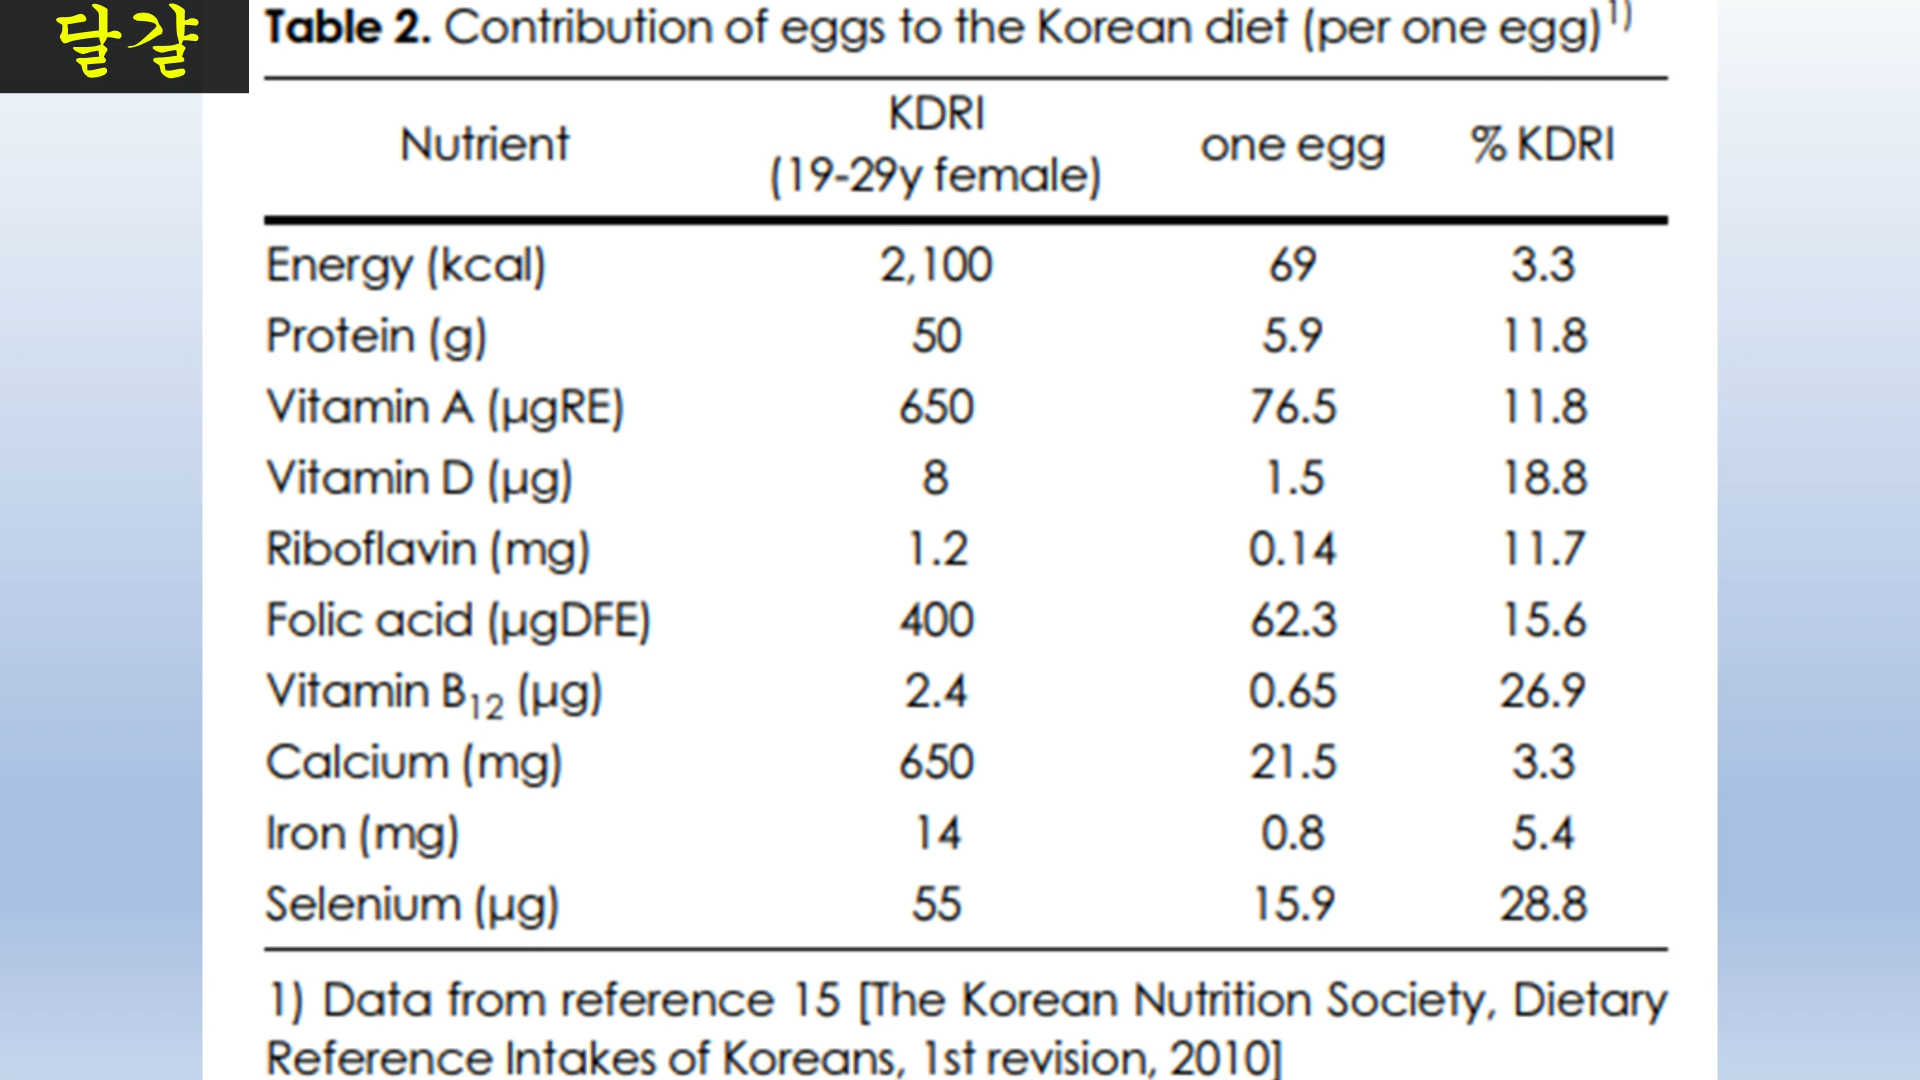 달걀
Table 2. Contribution of eggs to the Korean diet (per one egg)1)
Nutrient KDRI (19-29y female) one egg % KDRI
Energy (kcal) 2,100 69 3.3
Protein (g) 50 5.9 11.8
Vitamin A (µgRE) 650 76.5 11.8
Vitamin D (µg) 8 1.5 18.8
Riboflavin (mg) 1.2 0.14 11.7
Folic acid (µgDFE) 400 62.3 15.6
Vitamin B12 (µg) 2.4 0.65 26.9
Calcium (mg) 650 21.5 3.3
Iron (mg) 14 0.8 5.4
Selenium (µg) 55 15.9 28.8
1) Data from reference 15 [The Korean Nutrition Society, Dietary
Reference Intakes of Koreans, 1st revision, 2010]